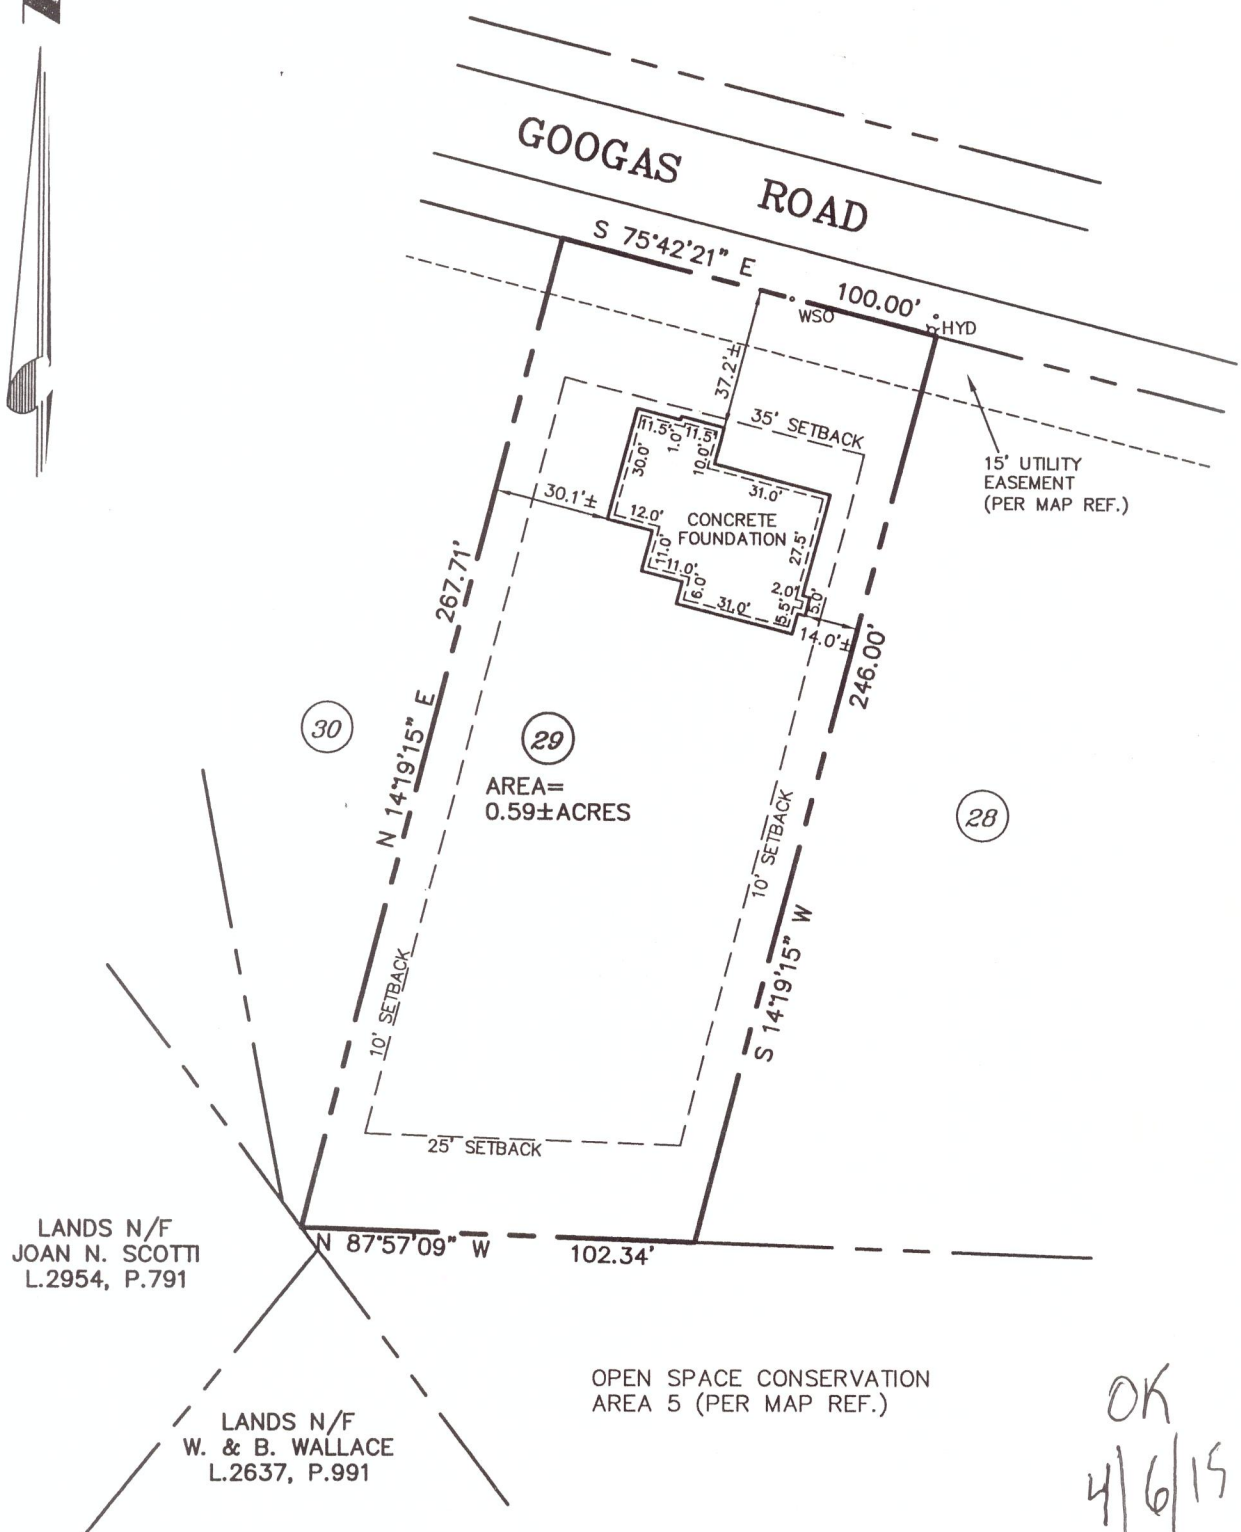 GOOGAS ROAD
S 75°42'21" E
100.00'
WSO
HYD
37.2'±
35' SETBACK
15' UTILITY
EASEMENT
(PER MAP REF.)
11.5'
1.0'
11.5'
10.0'
30.0'
31.0'
30.1'±
12.0'
CONCRETE
FOUNDATION
27.5'
11.0'
11.0'
6.0'
31.0'
2.0'
5.0'
5.5'
14.0'±
267.71'
246.00'
N 14°19'15" E
30
29
AREA=
0.59±ACRES
28
10' SETBACK
S 14°19'15" W
10' SETBACK
25' SETBACK
N 87°57'09" W
102.34'
LANDS N/F
JOAN N. SCOTTI
L.2954, P.791
OPEN SPACE CONSERVATION
AREA 5 (PER MAP REF.)
LANDS N/F
W. & B. WALLACE
L.2637, P.991
OK
4/6/15